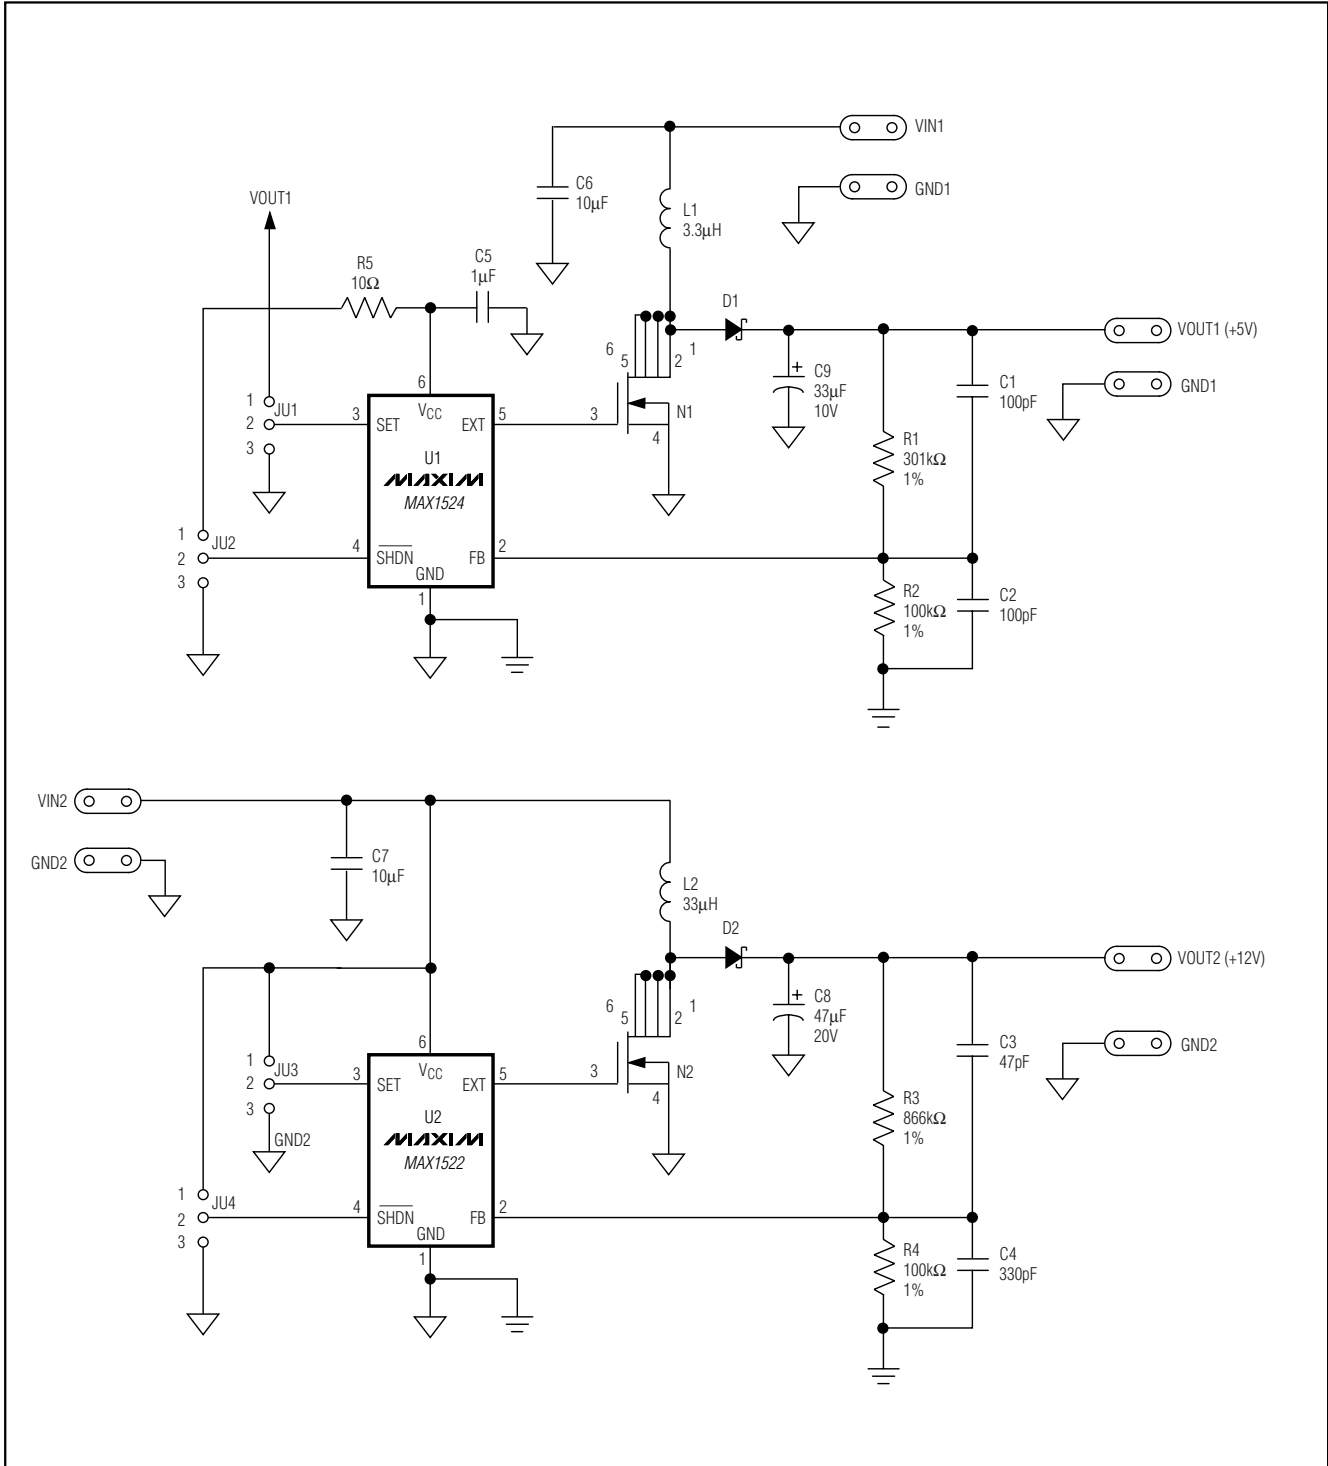 VIN1
C6
10µF
GND1
VOUT1
L1
3.3µH
R5
10Ω
C5
1µF
D1
VOUT1 (+5V)
6
5
2
1
C9
33µF
10V
+
C1
100pF
GND1
6
VCC
1
2
3
JU1
3
SET
EXT
5
3
N1
4
R1
301kΩ
1%
U1
MAXIM
MAX1524
1
2
3
JU2
4
SHDN
FB
2
GND
1
R2
100kΩ
1%
C2
100pF
VIN2
GND2
C7
10µF
L2
33µH
D2
VOUT2 (+12V)
6
5
2
1
+
C8
47µF
20V
C3
47pF
GND2
6
VCC
1
2
3
JU3
GND2
3
SET
EXT
5
3
N2
4
R3
866kΩ
1%
U2
MAXIM
MAX1522
1
2
3
JU4
4
SHDN
FB
2
GND
1
R4
100kΩ
1%
C4
330pF